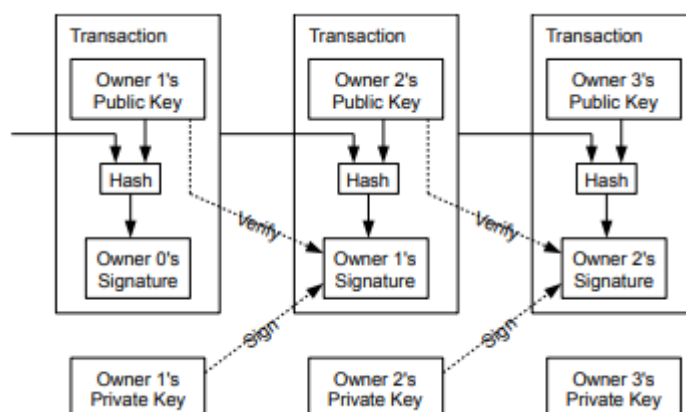 Transaction
Owner 1's
Public Key
Hash
Owner 0's
Signature
Transaction
Owner 2's
Public Key
Hash
Verify
Owner 1's
Signature
Transaction
Owner 3's
Public Key
Hash
Verify
Owner 2's
Signature
Sign
Sign
Owner 1's
Private Key
Owner 2's
Private Key
Owner 3's
Private Key